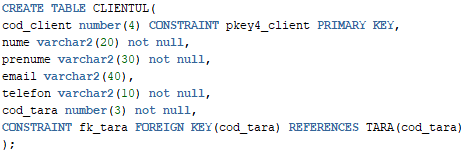 CREATE TABLE CLIENTUL(
cod_client number(4) CONSTRAINT pkey4_client PRIMARY KEY,
nume varchar2(20) not null,
prenume varchar2(30) not null,
email varchar2(40),
telefon varchar2(10) not null,
cod_tara number(3) not null,
CONSTRAINT fk_tara FOREIGN KEY(cod_tara) REFERENCES TARA(cod_tara)
);